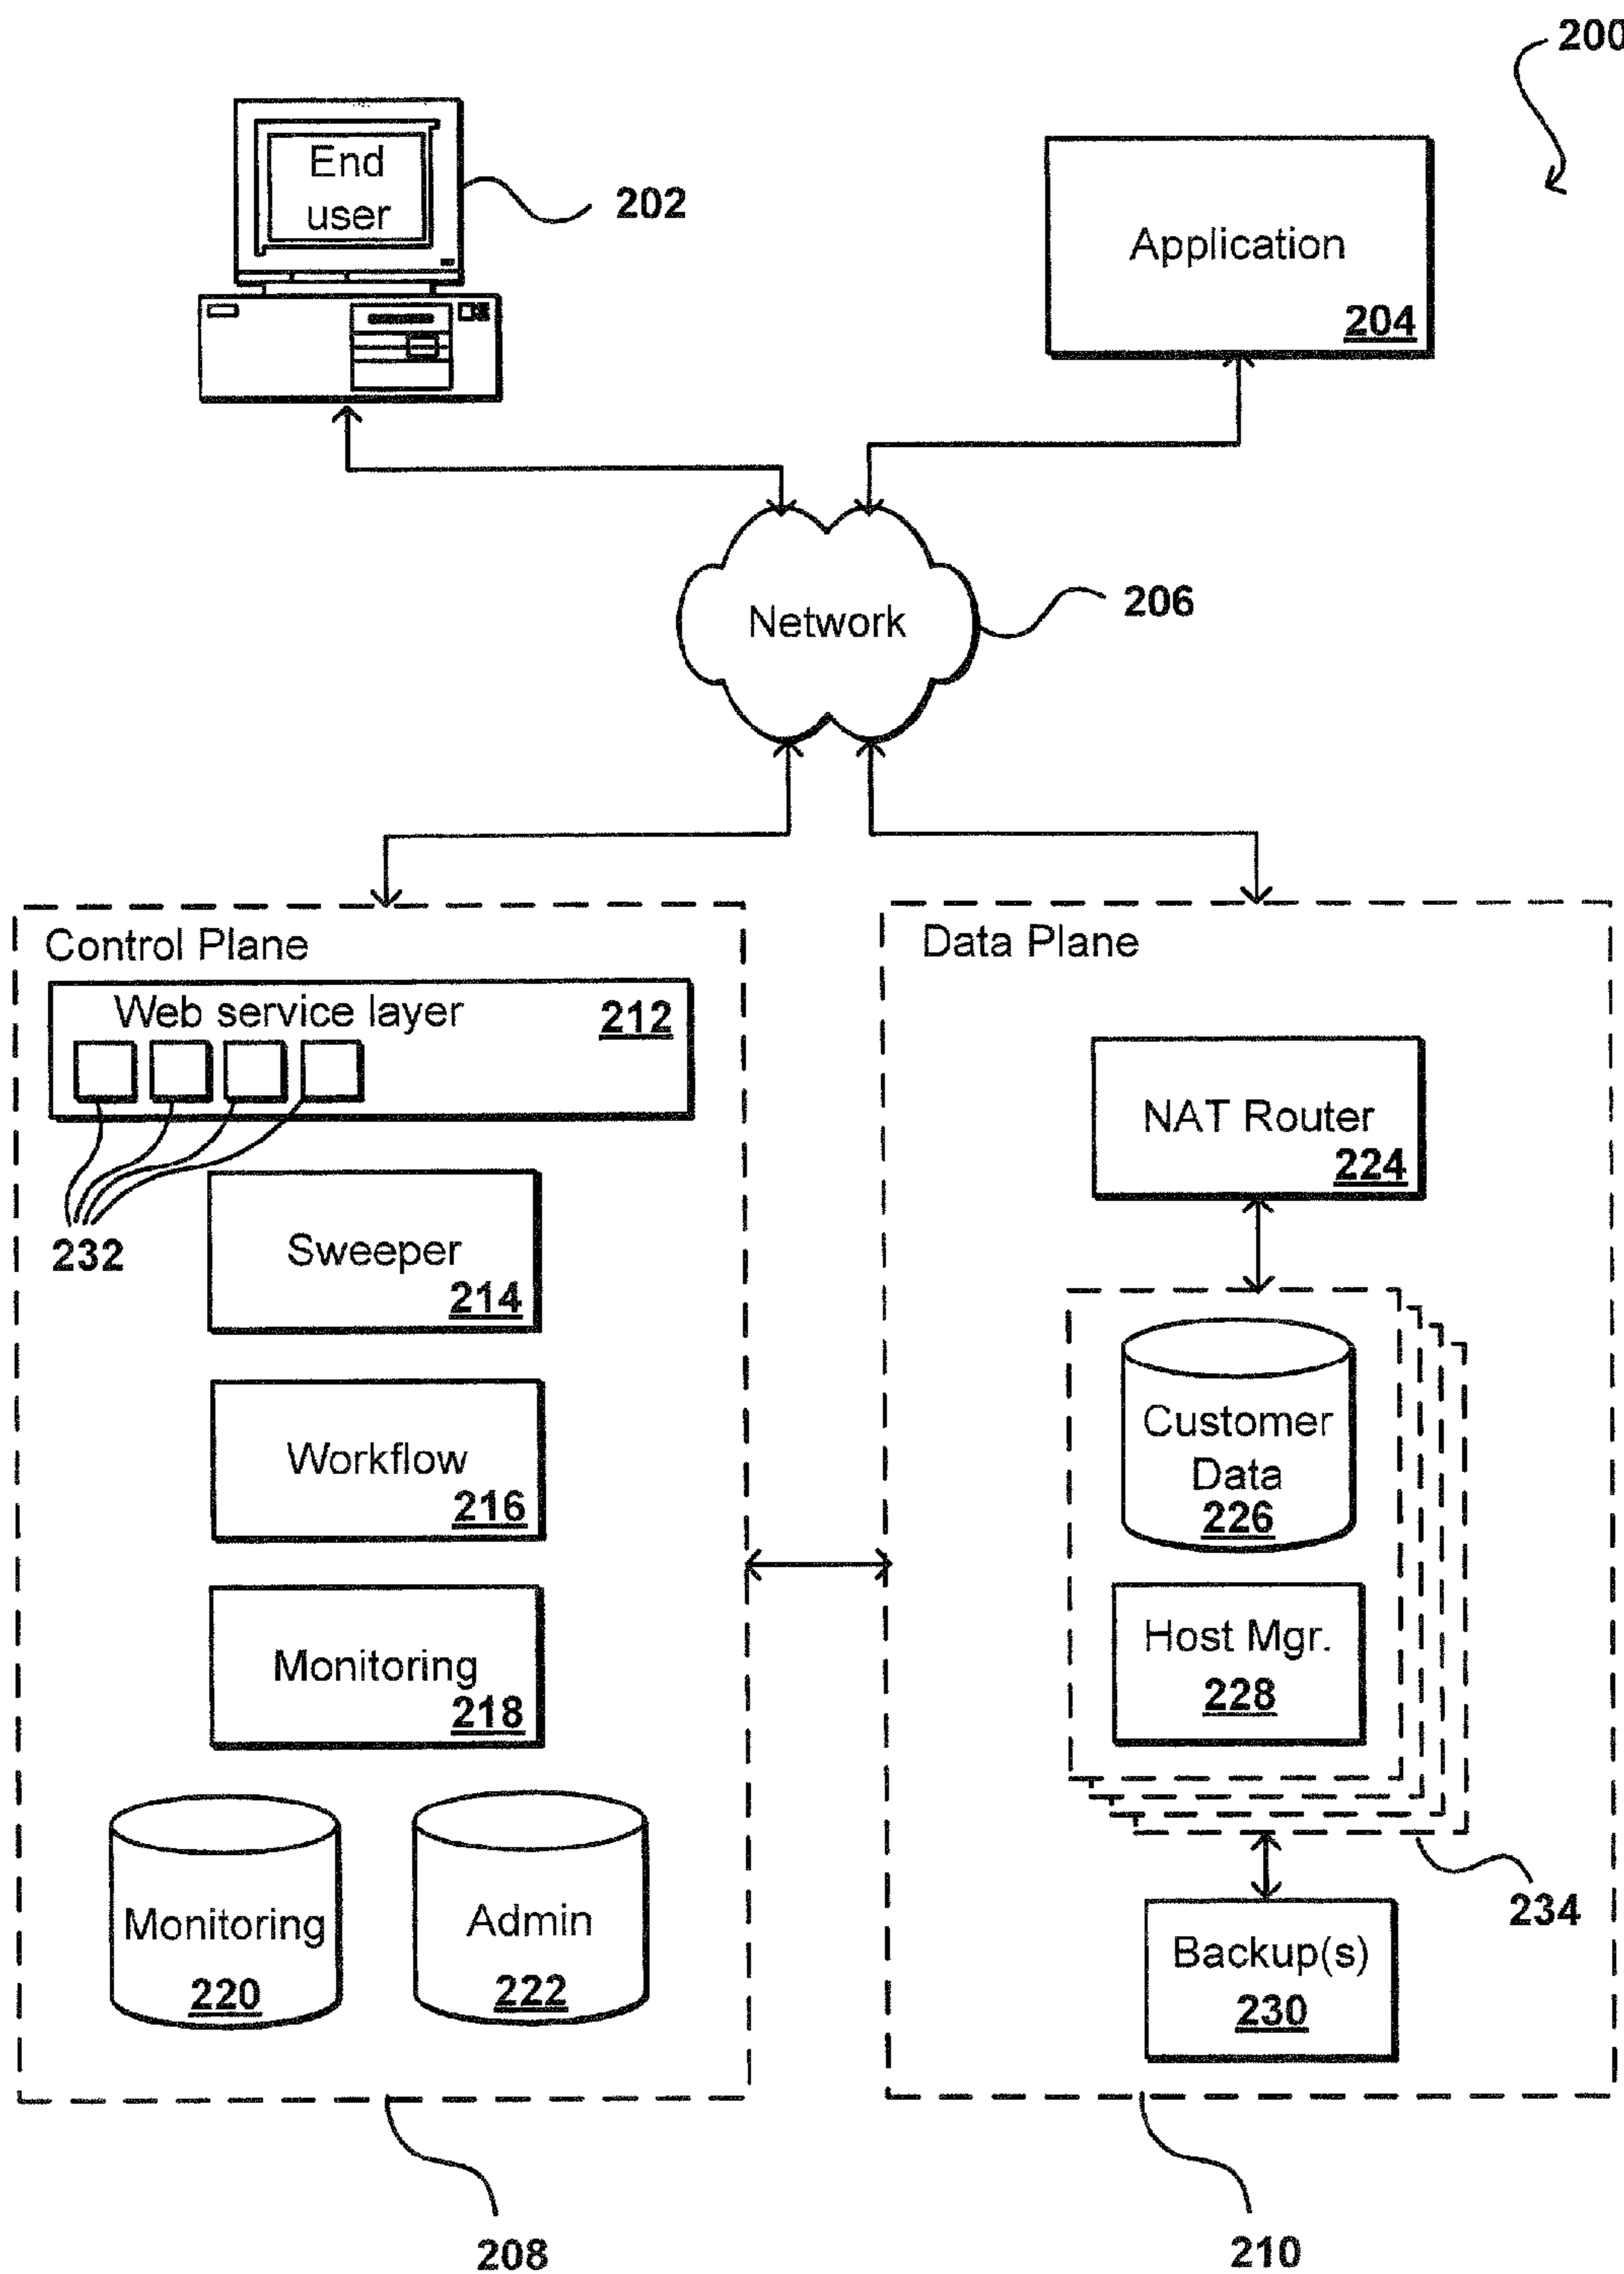 200
End
user
202
Application
204
Network
206
Control Plane
Web service layer
212
232
Sweeper
214
Workflow
216
Monitoring
218
Monitoring
220
Admin
222
208
Data Plane
NAT Router
224
Customer
Data
226
Host Mgr.
228
234
Backup(s)
230
210